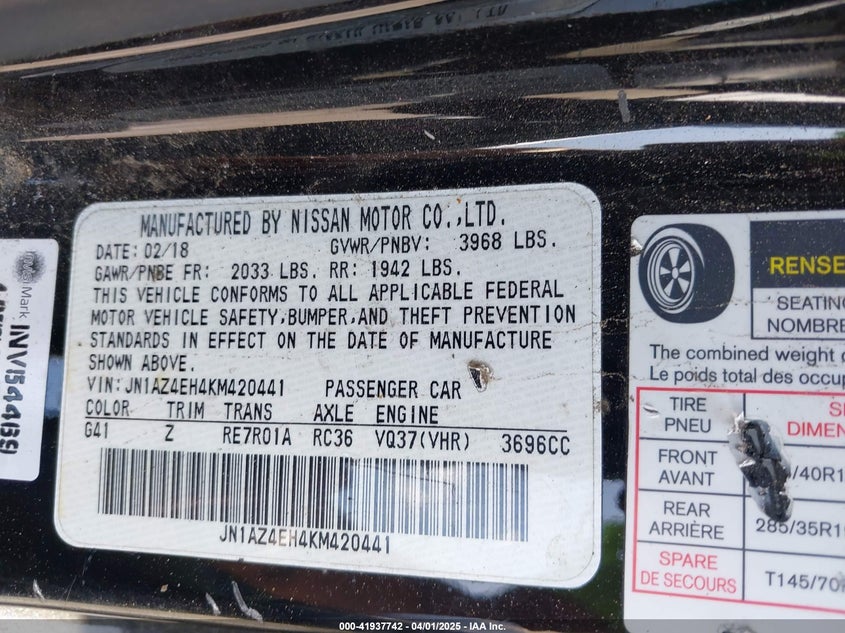 MANUFACTURED BY NISSAN MOTOR CO.,LTD.
DATE: 02/18 GVWR/PNBV: 3968 LBS.
GAWR/PNBE FR: 2033 LBS. RR: 1942 LBS.
THIS VEHICLE CONFORMS TO ALL APPLICABLE FEDERAL
MOTOR VEHICLE SAFETY,BUMPER,AND THEFT PREVENTION
STANDARDS IN EFFECT ON THE DATE OF MANUFACTURE
SHOWN ABOVE.
VIN: JN1AZ4EH4KM420441 PASSENGER CAR
COLOR TRIM TRANS AXLE ENGINE
G41 Z RE7R01A RC36 VQ37(VHR) 3696CC
JN1AZ4EH4KM420441
RENSE
SEATING
NOMBRE
The combined weight o
Le poids total des occup
TIRE
PNEU
DIMEN
FRONT
AVANT
/40R1
REAR
ARRIÈRE
285/35R1
SPARE
DE SECOURS
T145/70
Mark
000-41937742 - 04/01/2025 - IAA Inc.